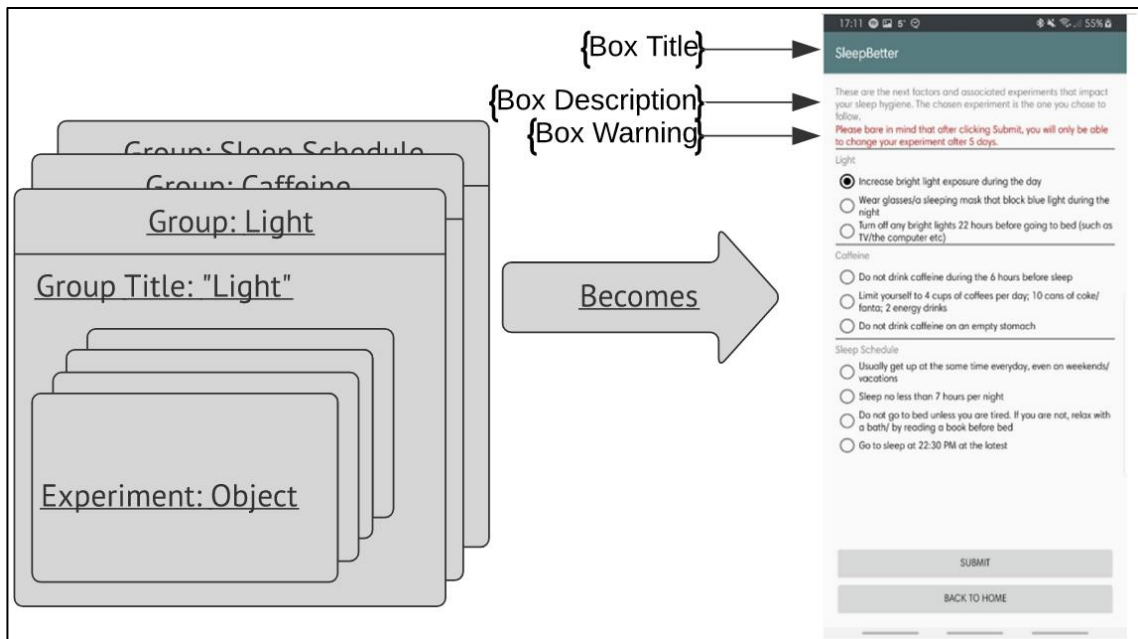 Group: Sleep Schedule
Group: Caffeine
Group: Light
Group Title: "Light"
Experiment: Object
Becomes
{Box Title}
{Box Description}
{Box Warning}
17:11 5° 55%
SleepBetter
These are the next factors and associated experiments that impact
your sleep hygiene. The chosen experiment is the one you chose to
follow.
Please bare in mind that after clicking Submit, you will only be able
to change your experiment after 5 days.
Light
Increase bright light exposure during the day
Wear glasses/a sleeping mask that block blue light during the
night
Turn off any bright lights 22 hours before going to bed (such as
TV/the computer etc)
Caffeine
Do not drink caffeine during the 6 hours before sleep
Limit yourself to 4 cups of coffees per day; 10 cans of coke/
fanta; 2 energy drinks
Do not drink caffeine on an empty stomach
Sleep Schedule
Usually get up at the same time everyday, even on weekends/
vacations
Sleep no less than 7 hours per night
Do not go to bed unless you are tired. If you are not, relax with
a bath/ by reading a book before bed
Go to sleep at 22:30 PM at the latest
SUBMIT
BACK TO HOME